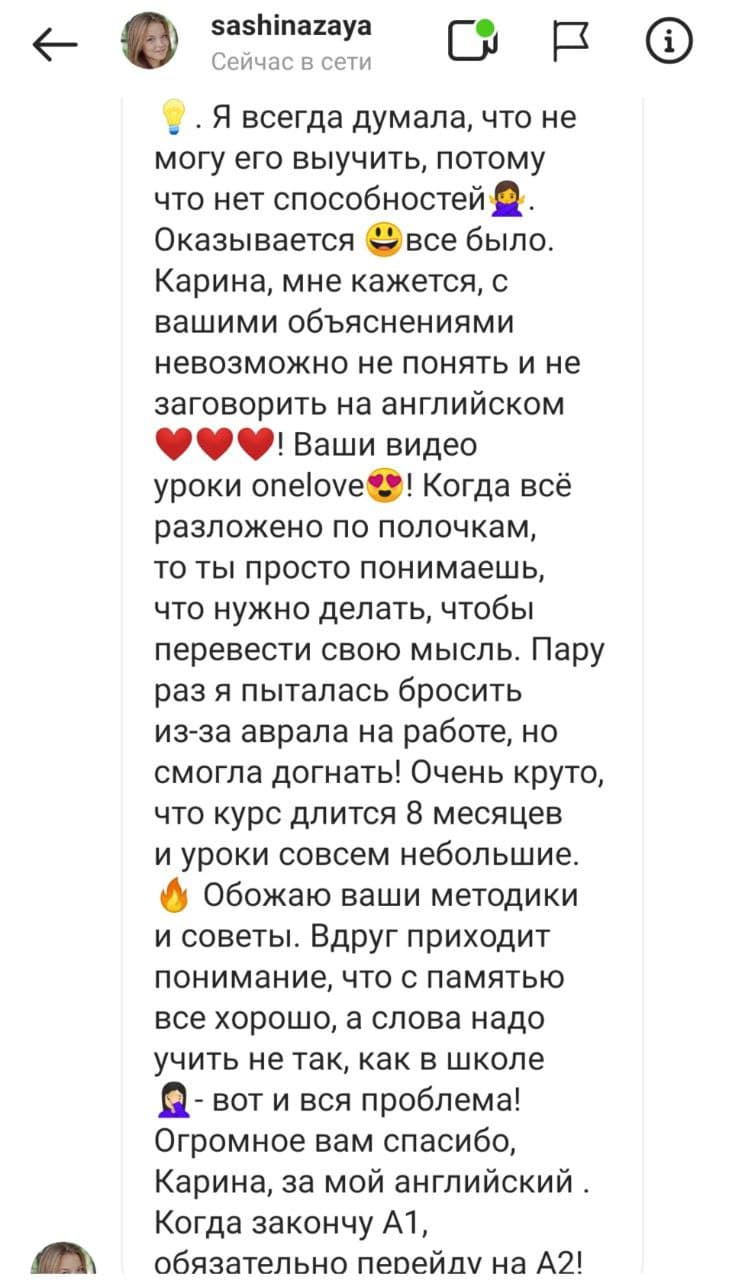 sashinazaya
Сейчас в сети
💡. Я всегда думала, что не
могу его выучить, потому
что нет способностей🙅‍♀️.
Оказывается 😃все было.
Карина, мне кажется, с
вашими объяснениями
невозможно не понять и не
заговорить на английском
❤️❤️❤️! Ваши видео
уроки onelove😍! Когда всё
разложено по полочкам,
то ты просто понимаешь,
что нужно делать, чтобы
перевести свою мысль. Пару
раз я пыталась бросить
из-за аврала на работе, но
смогла догнать! Очень круто,
что курс длится 8 месяцев
и уроки совсем небольшие.
🔥 Обожаю ваши методики
и советы. Вдруг приходит
понимание, что с памятью
все хорошо, а слова надо
учить не так, как в школе
🤦🏻‍♀️- вот и вся проблема!
Огромное вам спасибо,
Карина, за мой английский .
Когда закончу А1,
обязательно перейду на А2!